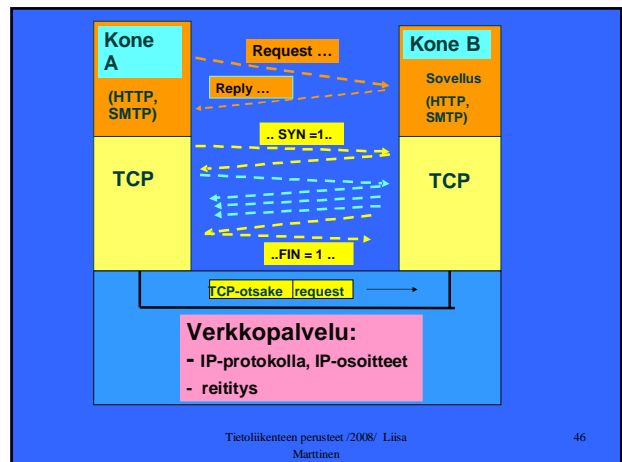 Kone
A
Request …
Kone B
Reply …
Sovellus
(HTTP,
SMTP)
(HTTP,
SMTP)
.. SYN =1..
TCP
TCP
..FIN = 1 ..
TCP-otsake request
Verkkopalvelu:
- IP-protokolla, IP-osoitteet
- reititys
Tietoliikenteen perusteet /2008/ Liisa
Marttinen
46